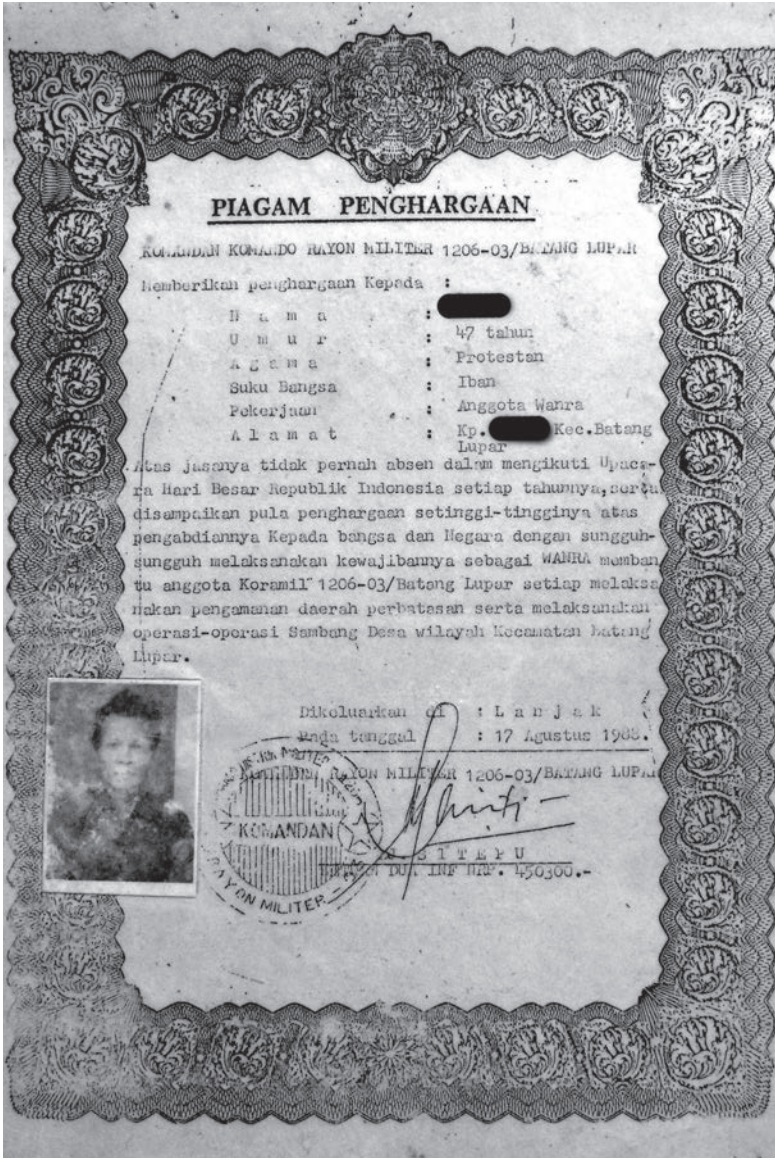 PIAGAM PENGHARGAAN
KOMANDAN KOMANDO RAYON MILITER 1206-03/BATANG LUPAR
Memberikan penghargaan Kepada :
N a m a :
U m u r : 47 tahun
A g a m a : Protestan
Suku Bangsa : Iban
Pekerjaan : Anggota Wanra
A l a m a t : Kp. Kec.Batang
Lupar
Atas jasanya tidak pernah absen dalam mengikuti Upaca-
ra Hari Besar Republik Indonesia setiap tahunnya,serta
disampaikan pula penghargaan setinggi-tingginya atas
pengabdiannya Kepada bangsa dan Negara dengan sungguh-
sungguh melaksanakan kewajibannya sebagai WANRA memban
tu anggota Koramil 1206-03/Batang Lupar setiap melaksa
nakan pengamanan daerah perbatasan serta melaksanakan
operasi-operasi Sambang Desa wilayah Kecamatan Batang
Lupar.
Dikeluarkan di : L a n j a k
Pada tanggal : 17 Agustus 1988.
RAYON MILITER 1206-03/BATANG LUPAR
KOMANDAN
RAYON MILITER
S I T E P U
DUA INF NRP. 450300.-